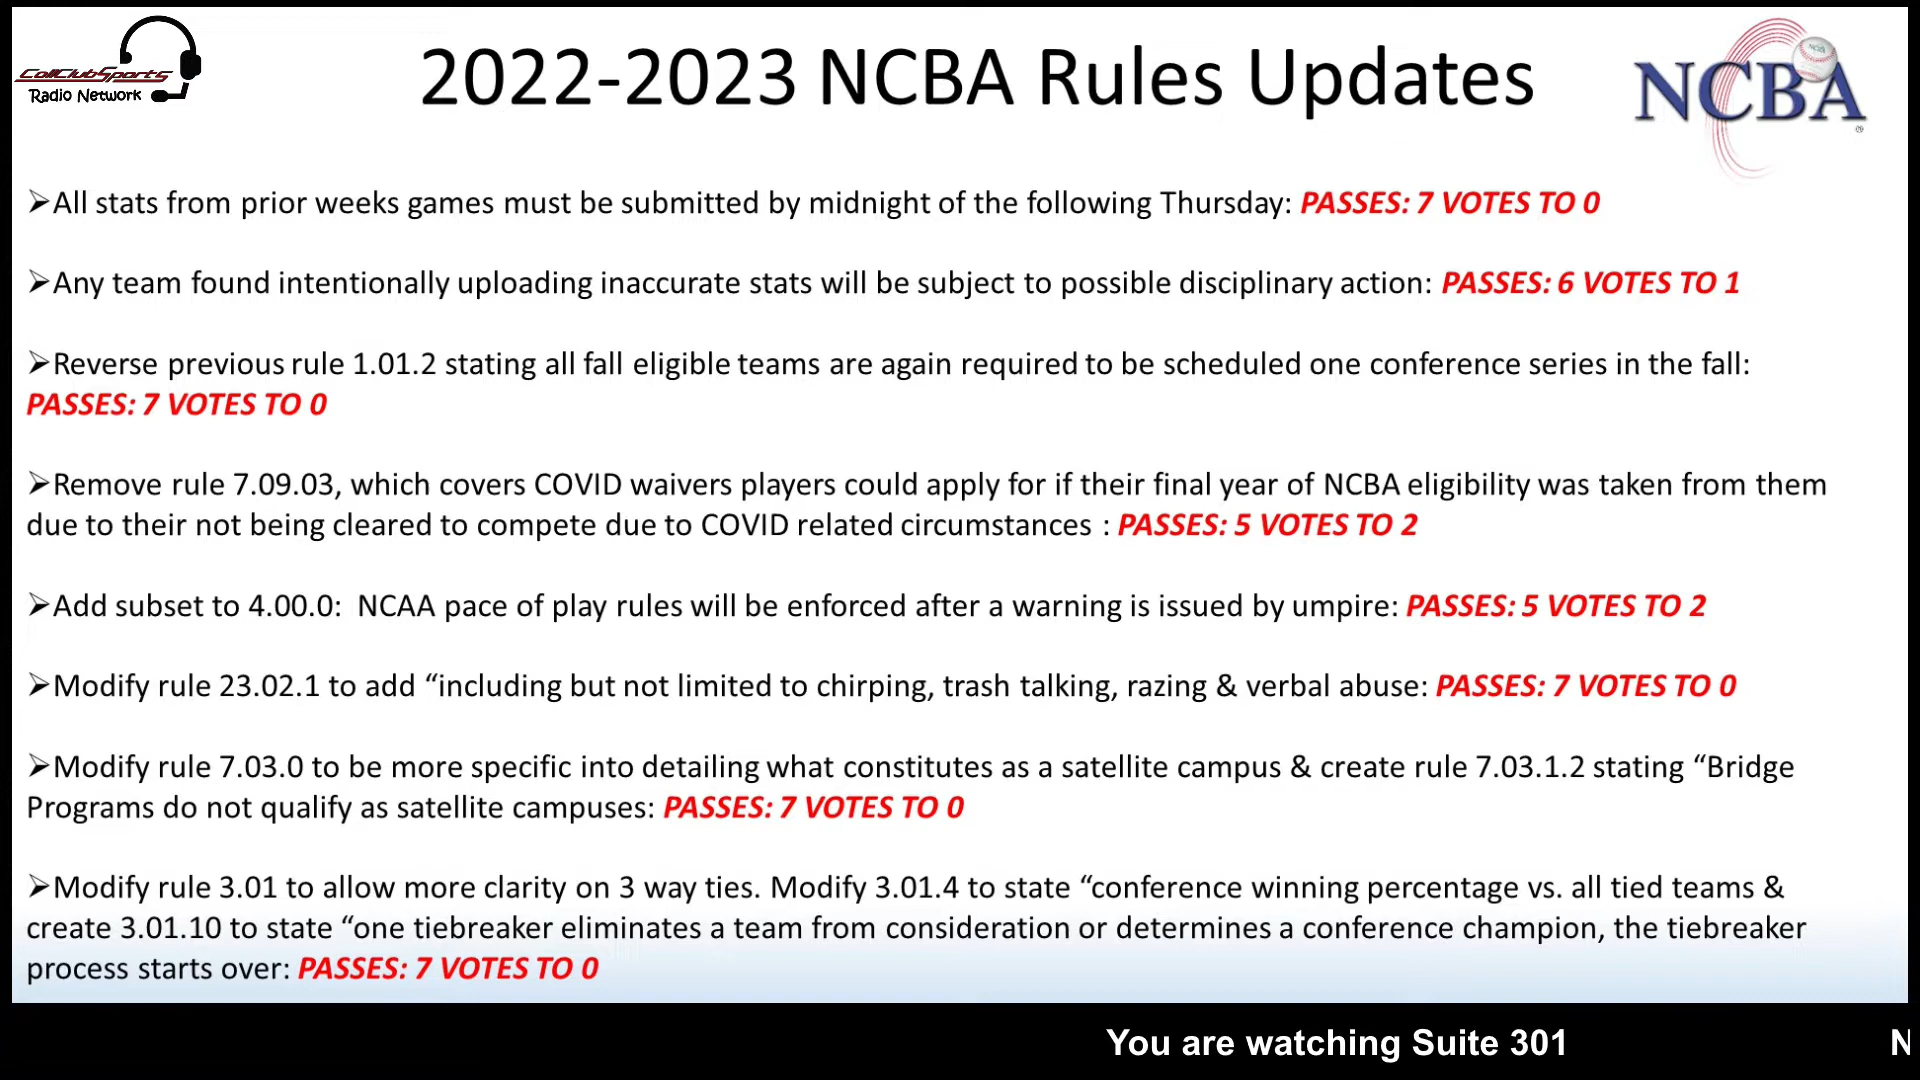 CollClubSports
Radio Network
2022-2023 NCBA Rules Updates
NCBA
®
➢All stats from prior weeks games must be submitted by midnight of the following Thursday: PASSES: 7 VOTES TO 0
➢Any team found intentionally uploading inaccurate stats will be subject to possible disciplinary action: PASSES: 6 VOTES TO 1
➢Reverse previous rule 1.01.2 stating all fall eligible teams are again required to be scheduled one conference series in the fall:
PASSES: 7 VOTES TO 0
➢Remove rule 7.09.03, which covers COVID waivers players could apply for if their final year of NCBA eligibility was taken from them
due to their not being cleared to compete due to COVID related circumstances : PASSES: 5 VOTES TO 2
➢Add subset to 4.00.0:  NCAA pace of play rules will be enforced after a warning is issued by umpire: PASSES: 5 VOTES TO 2
➢Modify rule 23.02.1 to add “including but not limited to chirping, trash talking, razing & verbal abuse: PASSES: 7 VOTES TO 0
➢Modify rule 7.03.0 to be more specific into detailing what constitutes as a satellite campus & create rule 7.03.1.2 stating “Bridge
Programs do not qualify as satellite campuses: PASSES: 7 VOTES TO 0
➢Modify rule 3.01 to allow more clarity on 3 way ties. Modify 3.01.4 to state “conference winning percentage vs. all tied teams &
create 3.01.10 to state “one tiebreaker eliminates a team from consideration or determines a conference champion, the tiebreaker
process starts over: PASSES: 7 VOTES TO 0
You are watching Suite 301
N